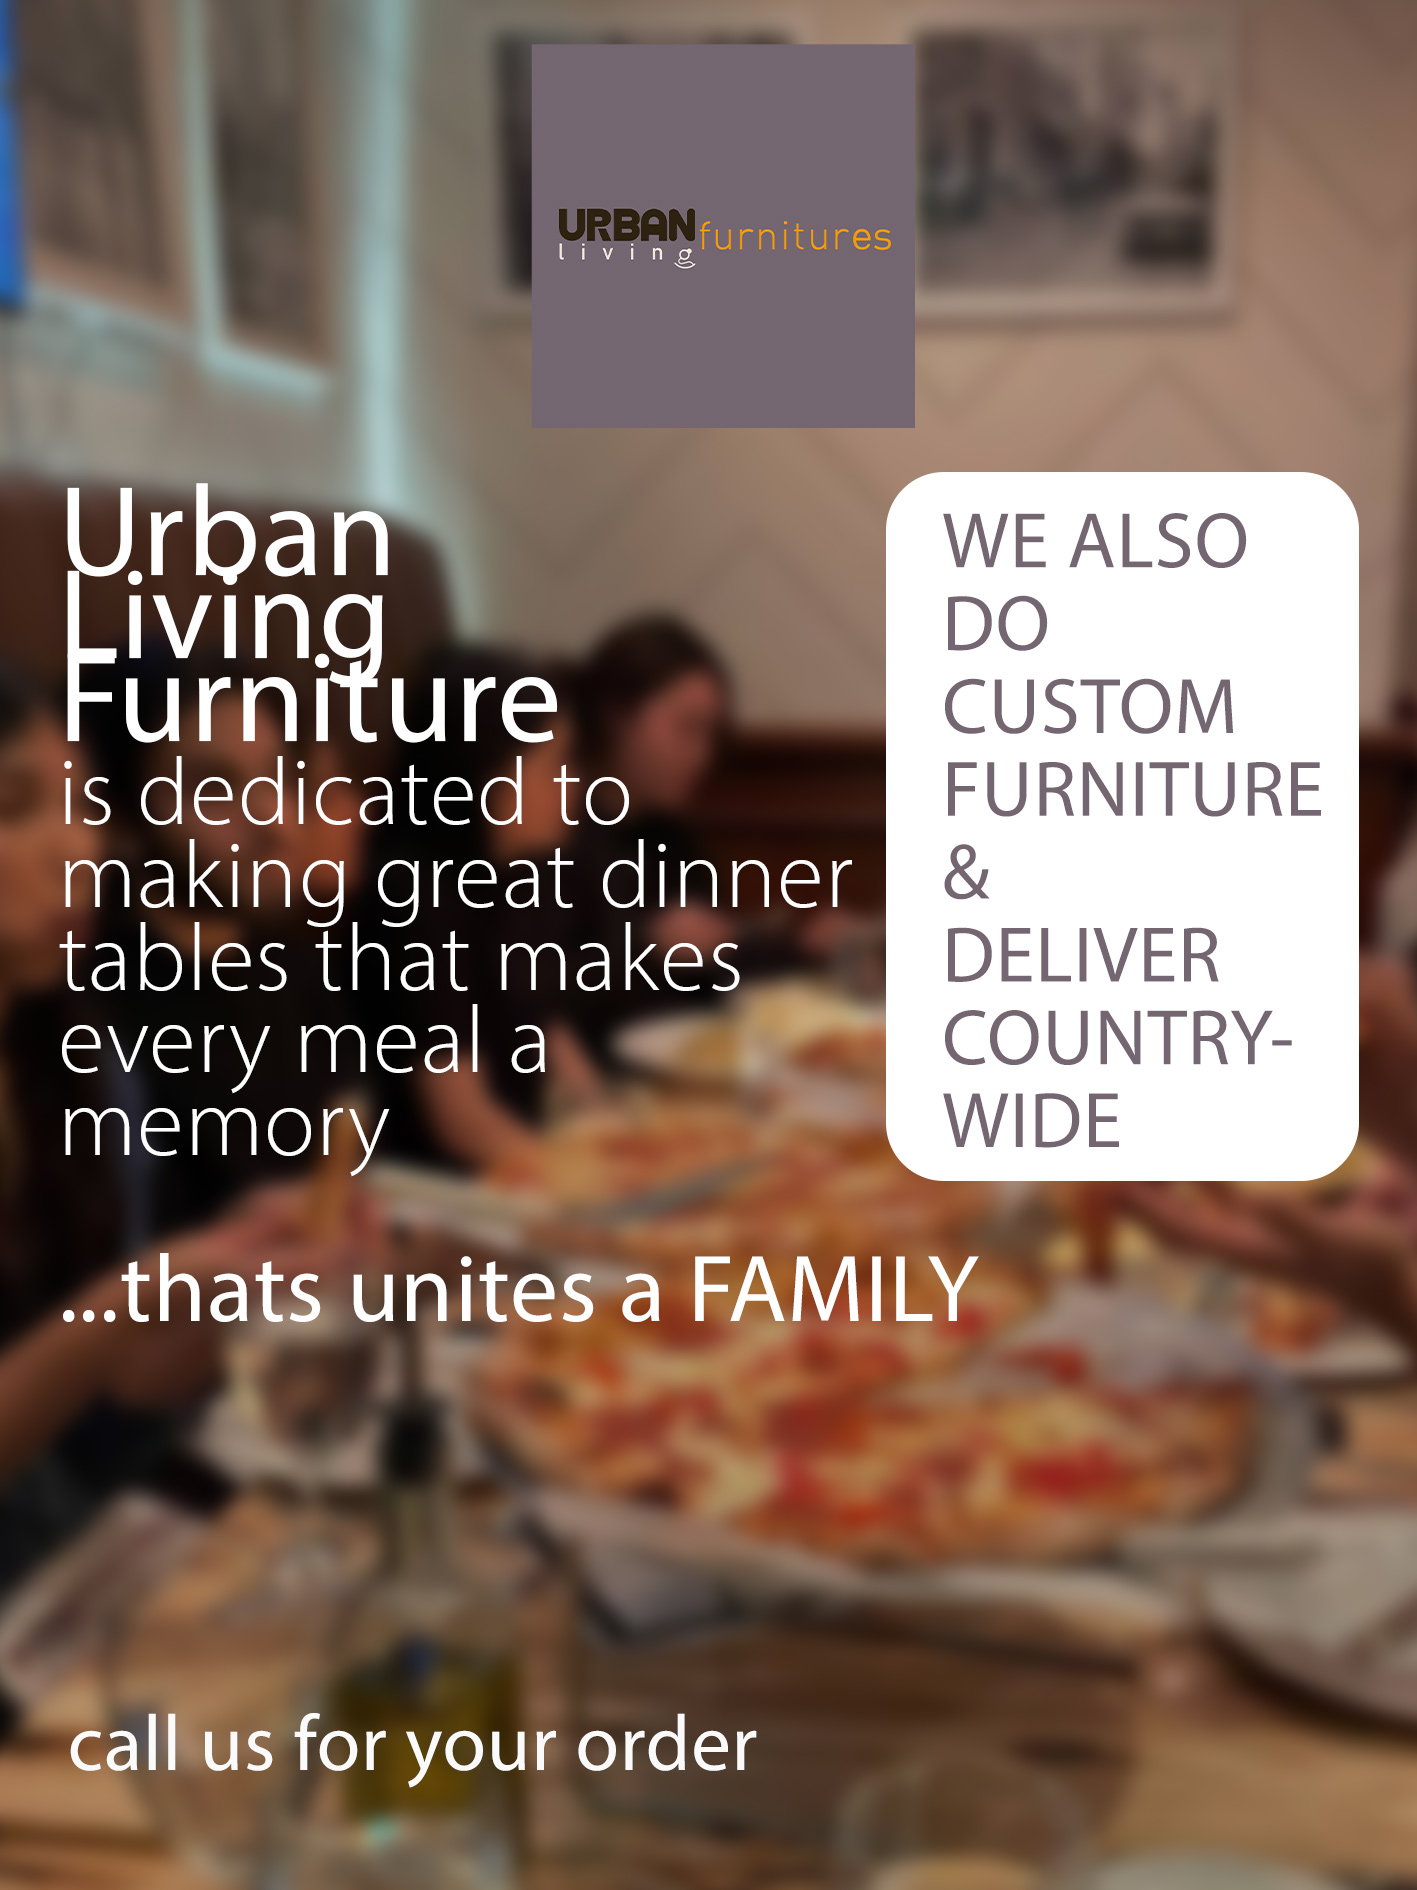 URBAN furnitures
living
Urban
Living
Furniture
is dedicated to
making great dinner
tables that makes
every meal a
memory
WE ALSO
DO
CUSTOM
FURNITURE
&
DELIVER
COUNTRY-
WIDE
...thats unites a FAMILY
call us for your order